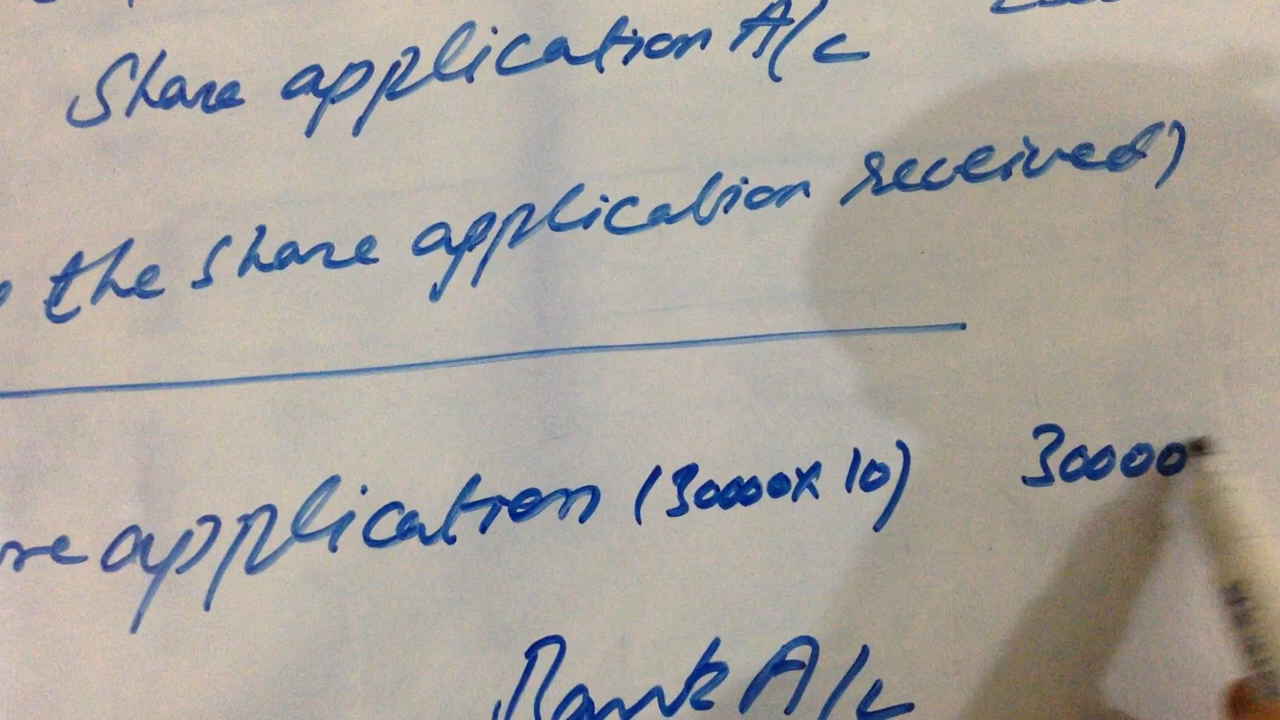 Share application A/c
the share application received)
re application (30000x 10) 30000
Bank A/c